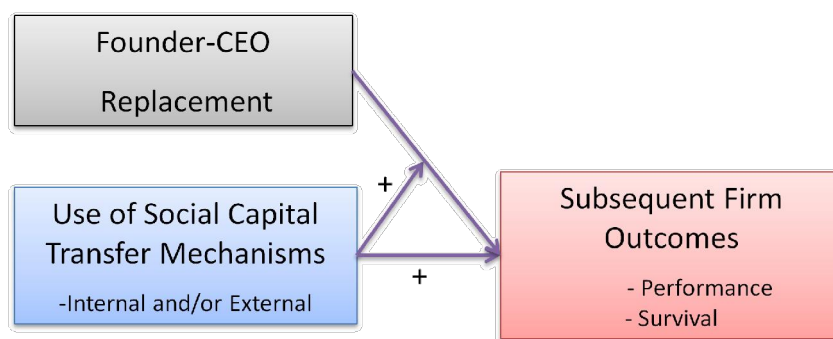 Founder-CEO
Replacement
+
Use of Social Capital
Transfer Mechanisms
-Internal and/or External
+
Subsequent Firm
Outcomes
- Performance
- Survival